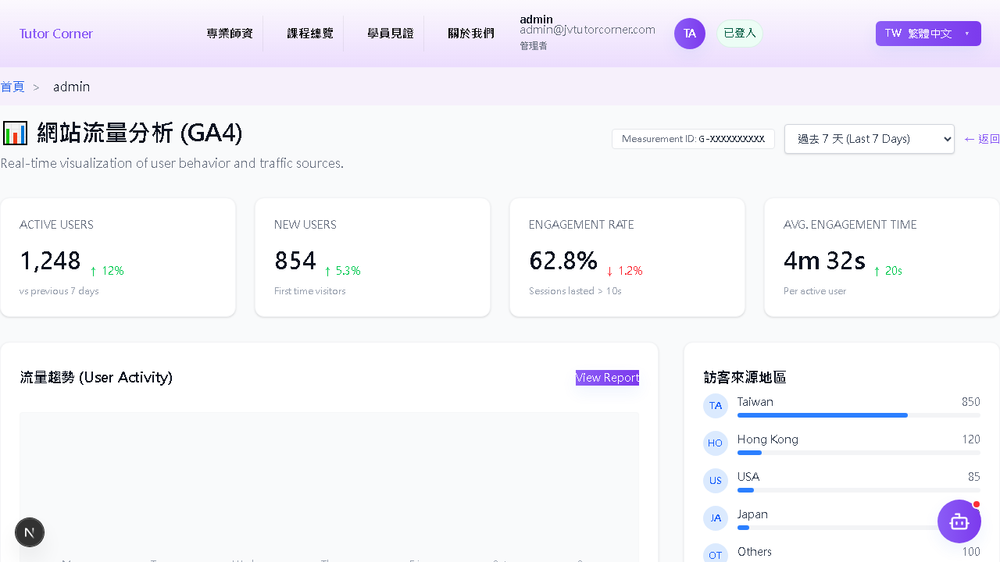 Tutor Corner
專業師資
課程總覽
學員見證
關於我們
admin
admin@jvtutorcorner.com
管理者
TA
已登入
TW 繁體中文
首頁 > admin
網站流量分析 (GA4)
Real-time visualization of user behavior and traffic sources.
Measurement ID: G-XXXXXXXXXX
過去 7 天 (Last 7 Days)
← 返回
ACTIVE USERS
1,248 ↑ 12%
vs previous 7 days
NEW USERS
854 ↑ 5.3%
First time visitors
ENGAGEMENT RATE
62.8% ↓ 1.2%
Sessions lasted > 10s
AVG. ENGAGEMENT TIME
4m 32s ↑ 20s
Per active user
流量趨勢 (User Activity)
View Report
訪客來源地區
TA Taiwan 850
HO Hong Kong 120
US USA 85
JA Japan
OT Others 100
N